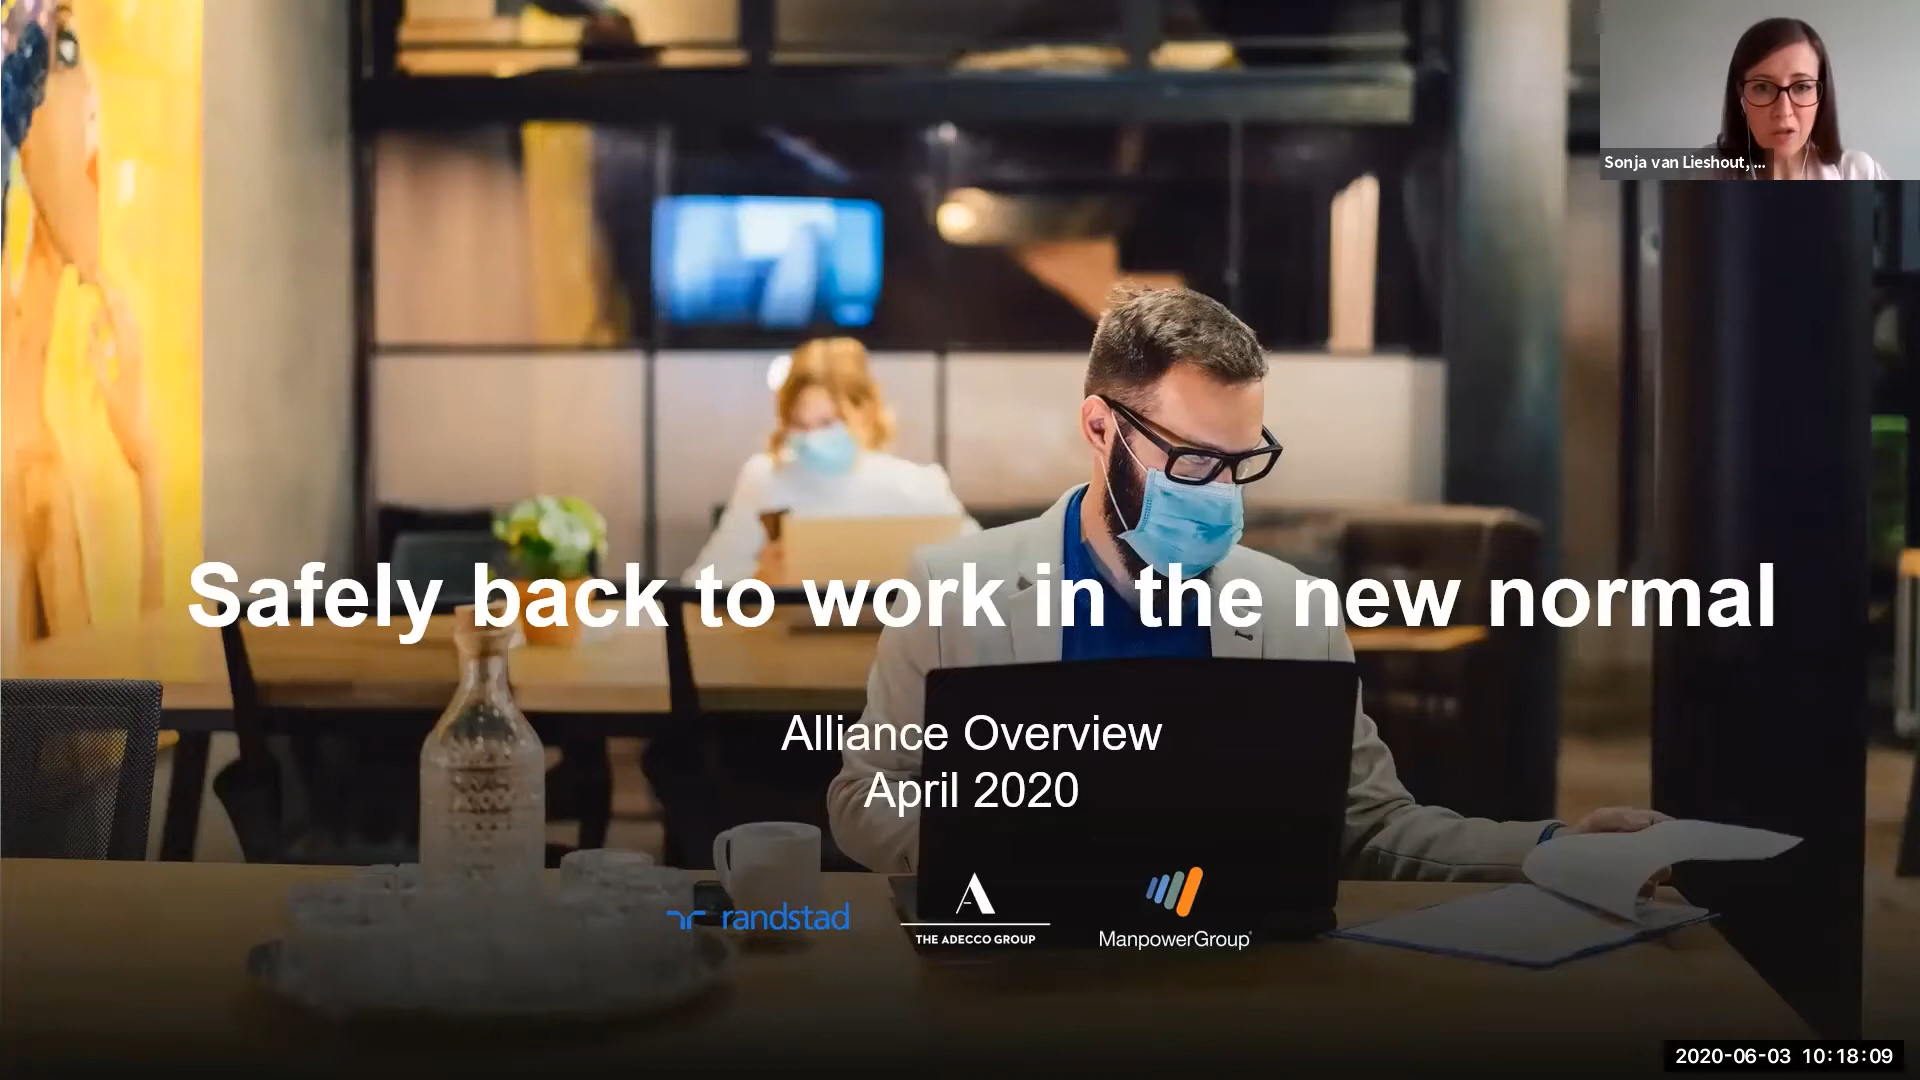 Sonja van Lieshout, ...
Safely back to work in the new normal
Alliance Overview
April 2020
randstad
THE ADECCO GROUP
ManpowerGroup
2020-06-03 10:18:09